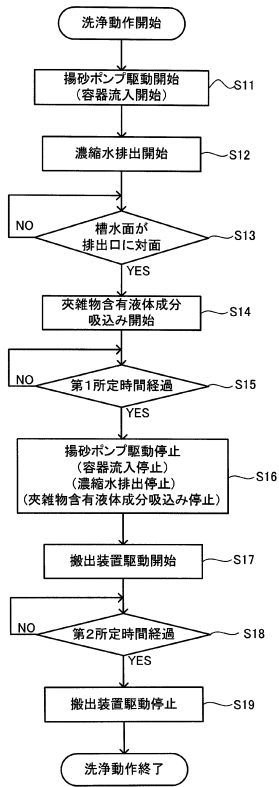 洗浄動作開始
揚砂ポンプ駆動開始
(容器流入開始)
S11
濃縮水排出開始
S12
槽水面が
排出口に対面
NO
S13
YES
夾雑物含有液体成分
吸込み開始
S14
第1所定時間経過
NO
S15
YES
揚砂ポンプ駆動停止
(容器流入停止)
(濃縮水排出停止)
(夾雑物含有液体成分吸込み停止)
S16
搬出装置駆動開始
S17
第2所定時間経過
NO
S18
YES
搬出装置駆動停止
S19
洗浄動作終了